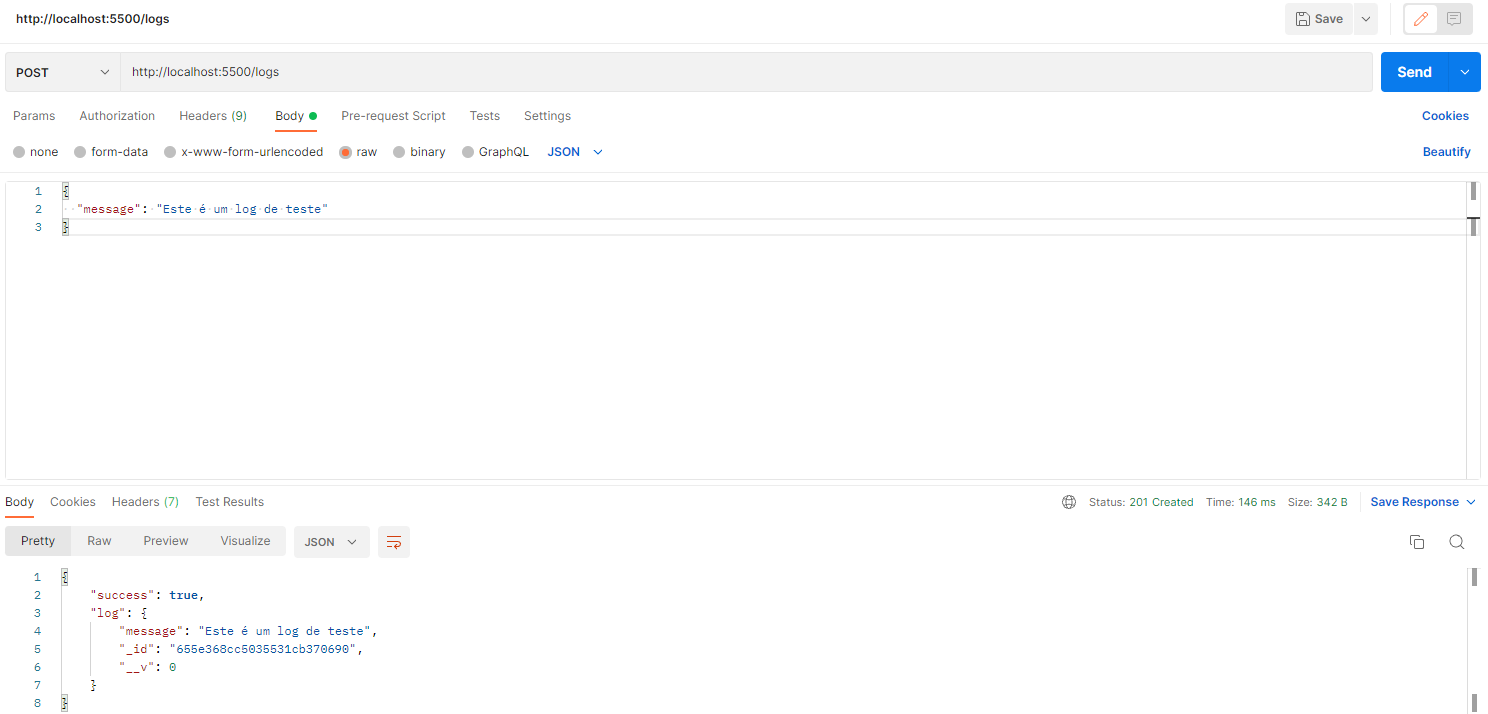 http://localhost:5500/logs
Save
POST
http://localhost:5500/logs
Send
Params Authorization Headers (9) Body Pre-request Script Tests Settings Cookies
none form-data x-www-form-urlencoded raw binary GraphQL JSON Beautify
1 {
2 "message": "Este é um log de teste"
3 }
Body Cookies Headers (7) Test Results Status: 201 Created Time: 146 ms Size: 342 B Save Response
Pretty Raw Preview Visualize JSON
1 {
2 "success": true,
3 "log": {
4 "message": "Este é um log de teste",
5 "_id": "655e368cc5035531cb370690",
6 "__v": 0
7 }
8 }